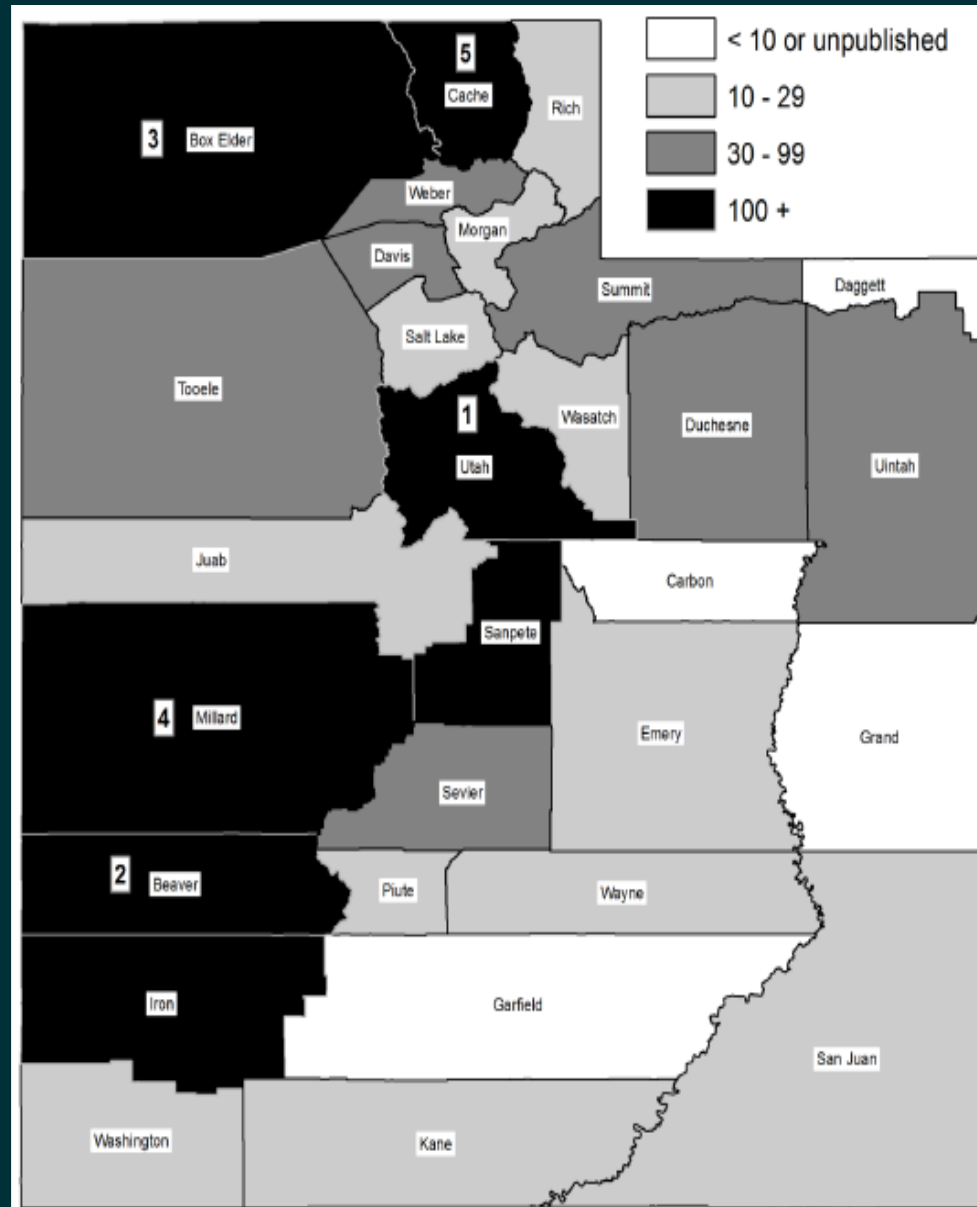 < 10 or unpublished
10 - 29
30 - 99
100 +
5
Cache
Rich
3 Box Elder
Weber
Morgan
Davis
Summit
Daggett
Salt Lake
Tooele
1
Wasatch
Duchesne
Utah
Uintah
Juab
Carbon
Sanpete
4 Millard
Emery
Grand
Sevier
2 Beaver
Piute
Wayne
Iron
Garfield
San Juan
Washington
Kane